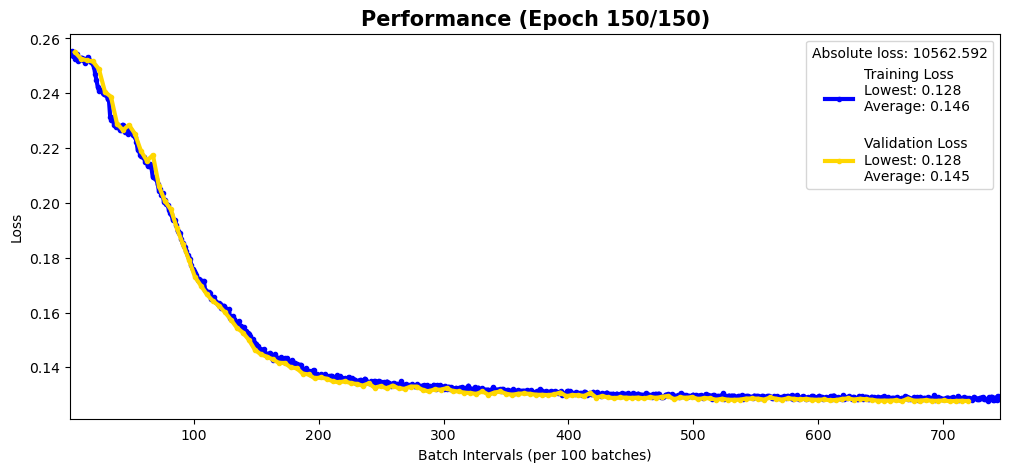 Performance (Epoch 150/150)
Absolute loss: 10562.592
Training Loss
Lowest: 0.128
Average: 0.146
Validation Loss
Lowest: 0.128
Average: 0.145
Loss
0.26
0.24
0.22
0.20
0.18
0.16
0.14
100 200 300 400 500 600 700
Batch Intervals (per 100 batches)